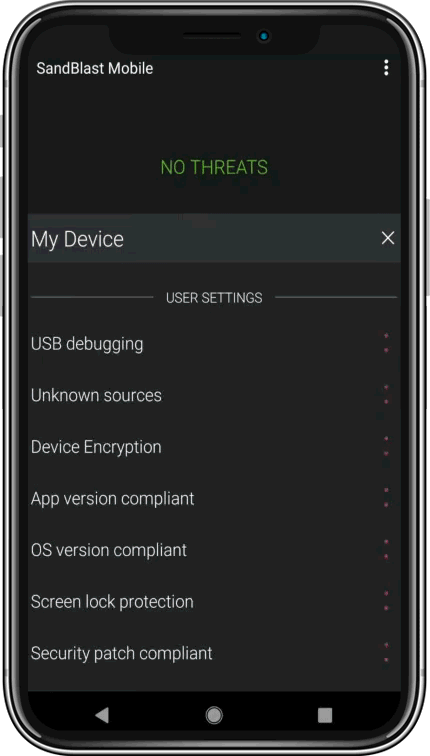 SandBlast Mobile
NO THREATS
My Device
USER SETTINGS
USB debugging
Unknown sources
Device Encryption
App version compliant
OS version compliant
Screen lock protection
Security patch compliant